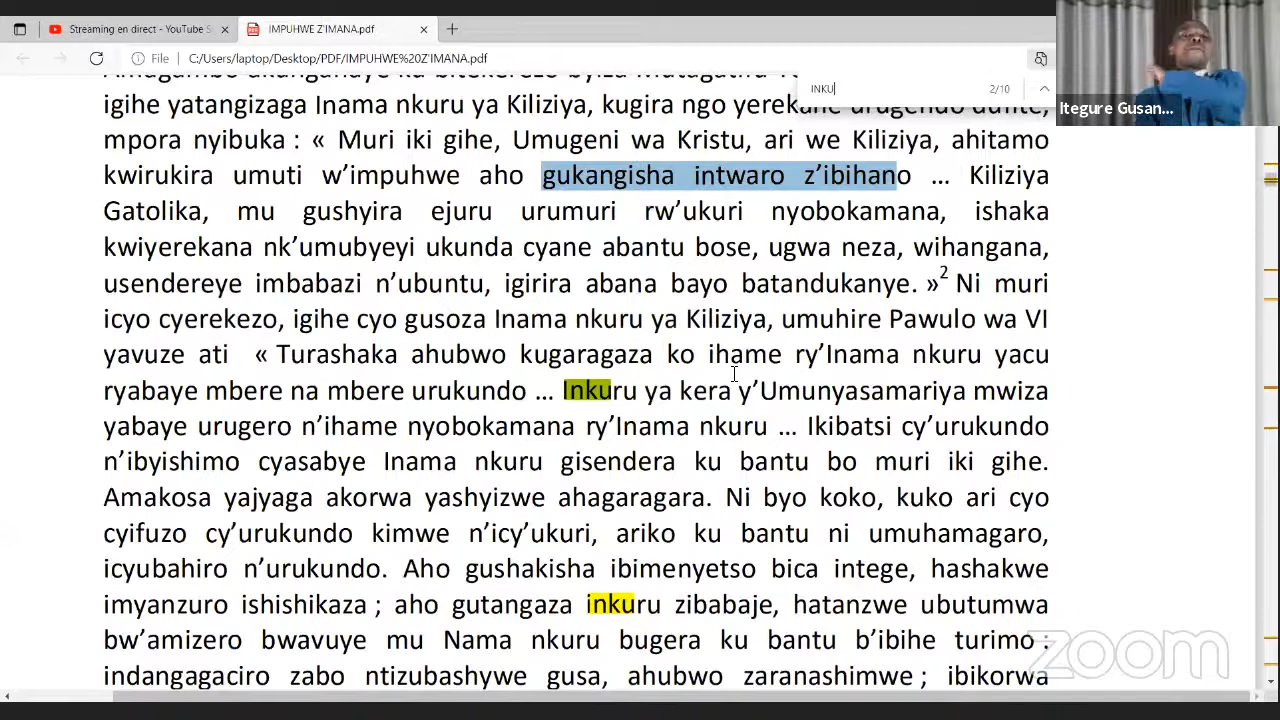 Streaming en direct - YouTube S
IMPUHWE Z'IMANA.pdf
File
C:/Users/laptop/Desktop/PDF/IMPUHWE%20Z'IMANA.pdf
INKU
2/10
Itegure Gusan...
igihe yatangizaga Inama nkuru ya Kiliziya, kugira ngo yerekane urugendo
mpora nyibuka : « Muri iki gihe, Umugeni wa Kristu, ari we Kiliziya, ahitamo
kwirukira umuti w’impuhwe aho gukangisha intwaro z’ibihano … Kiliziya
Gatolika, mu gushyira ejuru urumuri rw’ukuri nyobokamana, ishaka
kwiyerekana nk’umubyeyi ukunda cyane abantu bose, ugwa neza, wihangana,
usendereye imbabazi n’ubuntu, igirira abana bayo batandukanye. »2 Ni muri
icyo cyerekezo, igihe cyo gusoza Inama nkuru ya Kiliziya, umuhire Pawulo wa VI
yavuze ati « Turashaka ahubwo kugaragaza ko ihame ry’Inama nkuru yacu
ryabaye mbere na mbere urukundo … Inkuru ya kera y’Umunyasamariya mwiza
yabaye urugero n’ihame nyobokamana ry’Inama nkuru … Ikibatsi cy’urukundo
n’ibyishimo cyasabye Inama nkuru gisendera ku bantu bo muri iki gihe.
Amakosa yajyaga akorwa yashyizwe ahagaragara. Ni byo koko, kuko ari cyo
cyifuzo cy’urukundo kimwe n’icy’ukuri, ariko ku bantu ni umuhamagaro,
icyubahiro n’urukundo. Aho gushakisha ibimenyetso bica intege, hashakwe
imyanzuro ishishikaza ; aho gutangaza inkuru zibabaje, hatanzwe ubutumwa
bw’amizero bwavuye mu Nama nkuru bugera ku bantu b’ibihe turimo :
indangagaciro zabo ntizubashywe gusa, ahubwo zaranashimwe ; ibikorwa
zoom